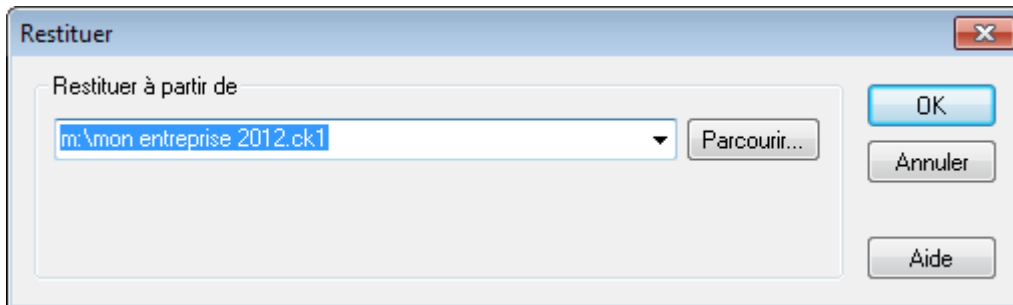 Restituer
Restituer à partir de
m:\mon entreprise 2012.ck1
Parcourir...
OK
Annuler
Aide